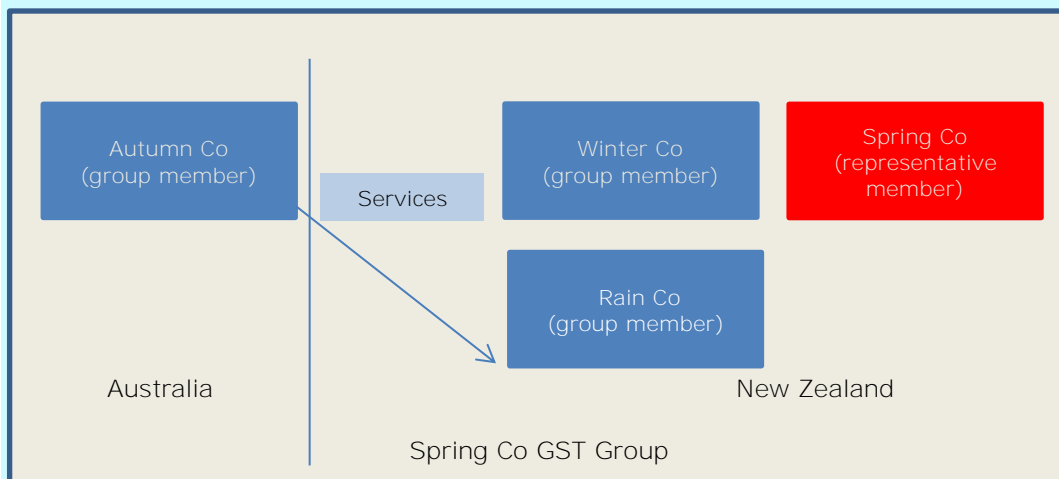 Autumn Co
(group member)
Services
Winter Co
(group member)
Spring Co
(representative
member)
Rain Co
(group member)
Australia
New Zealand
Spring Co GST Group